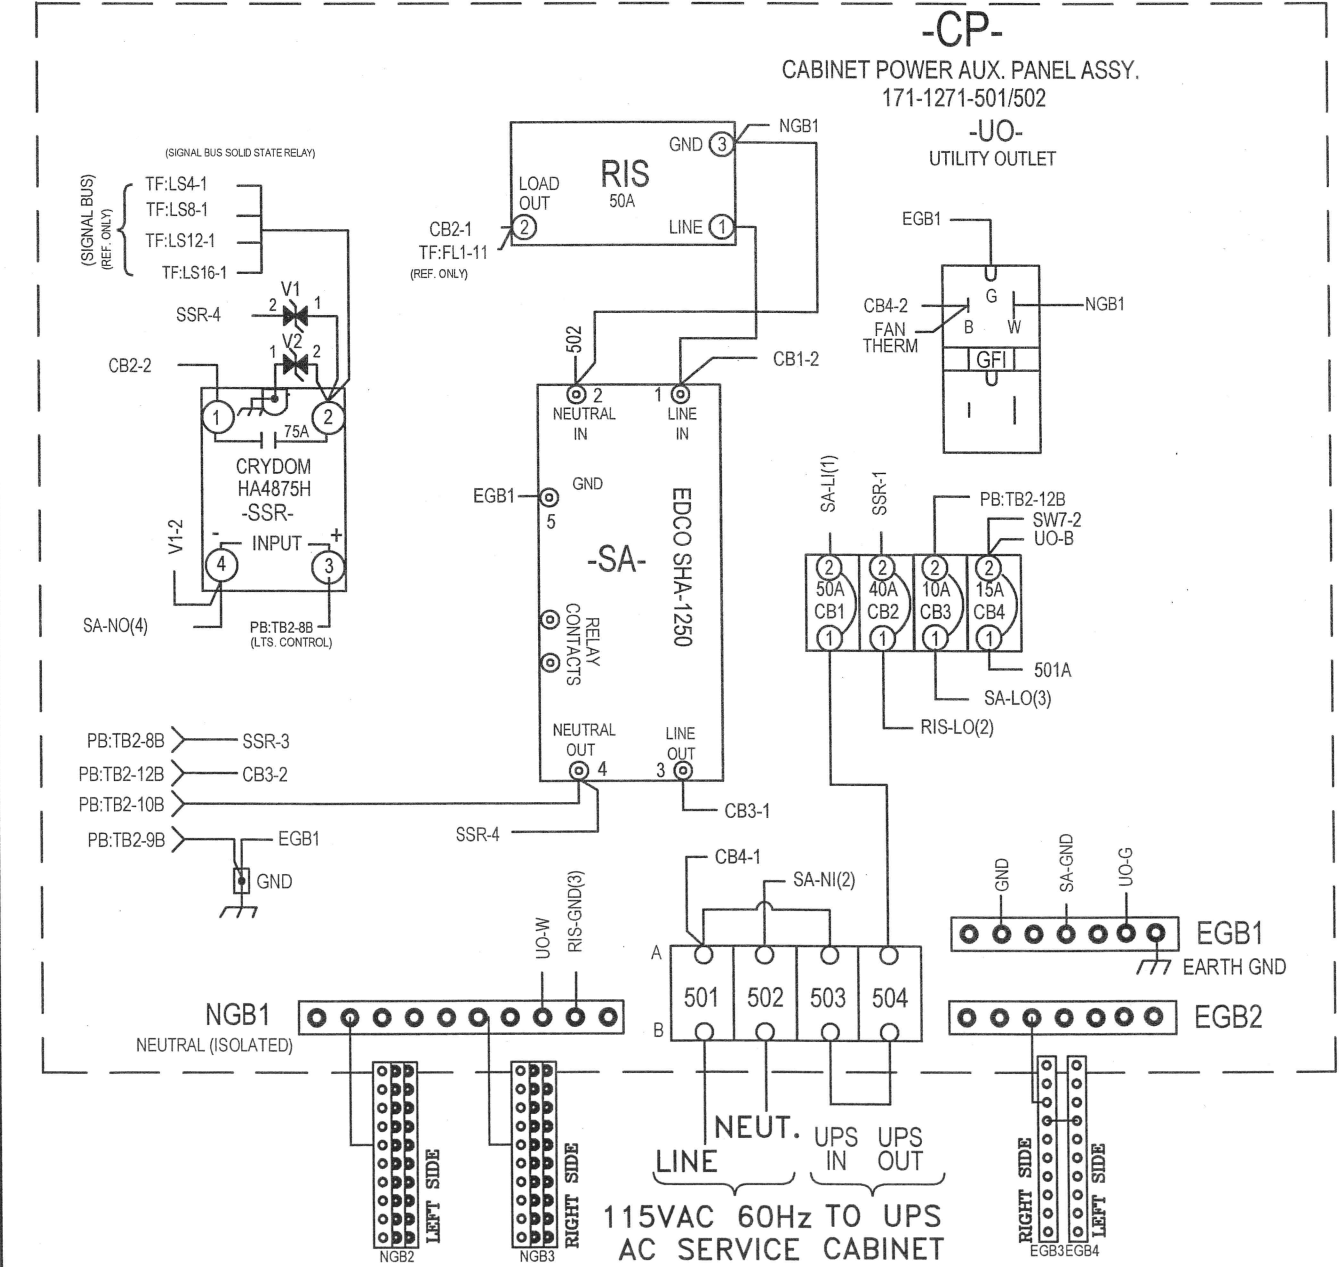 -CP-
CABINET POWER AUX. PANEL ASSY.
171-1271-501/502
-UO-
UTILITY OUTLET
(SIGNAL BUS SOLID STATE RELAY)
(SIGNAL BUS)
(REF. ONLY)
TF:LS4-1
TF:LS8-1
TF:LS12-1
TF:LS16-1
V1
2 1
SSR-4
V2
1 2
CB2-2
1 2
75A
CRYDOM
HA4875H
-SSR-
- INPUT +
4 3
V1-2
SA-NO(4)
PB:TB2-8B
(LTS. CONTROL)
NGB1
GND 3
RIS
50A
LOAD
OUT
2
LINE 1
CB2-1
TF:FL1-11
(REF. ONLY)
502
CB1-2
2
NEUTRAL
IN
1
LINE
IN
EGB1
GND
5
-SA-
EDCO SHA-1250
RELAY
CONTACTS
NEUTRAL
OUT
4
LINE
OUT
3
CB3-1
SSR-4
EGB1
G
CB4-2
FAN
THERM
B W
NGB1
GFI
SA-LI(1)
SSR-1
PB:TB2-12B
SW7-2
UO-B
2 2 2 2
50A 40A 10A 15A
CB1 CB2 CB3 CB4
1 1 1 1
501A
SA-LO(3)
RIS-LO(2)
PB:TB2-8B SSR-3
PB:TB2-12B CB3-2
PB:TB2-10B
PB:TB2-9B EGB1
GND
CB4-1
SA-NI(2)
A
501 502 503 504
B
UO-W
RIS-GND(3)
NGB1
NEUTRAL (ISOLATED)
GND
SA-GND
UO-G
EGB1
EARTH GND
EGB2
LEFT SIDE
NGB2
RIGHT SIDE
NGB3
LINE
NEUT.
UPS
IN
UPS
OUT
115VAC 60Hz TO UPS
AC SERVICE CABINET
RIGHT SIDE
LEFT SIDE
EGB3 EGB4